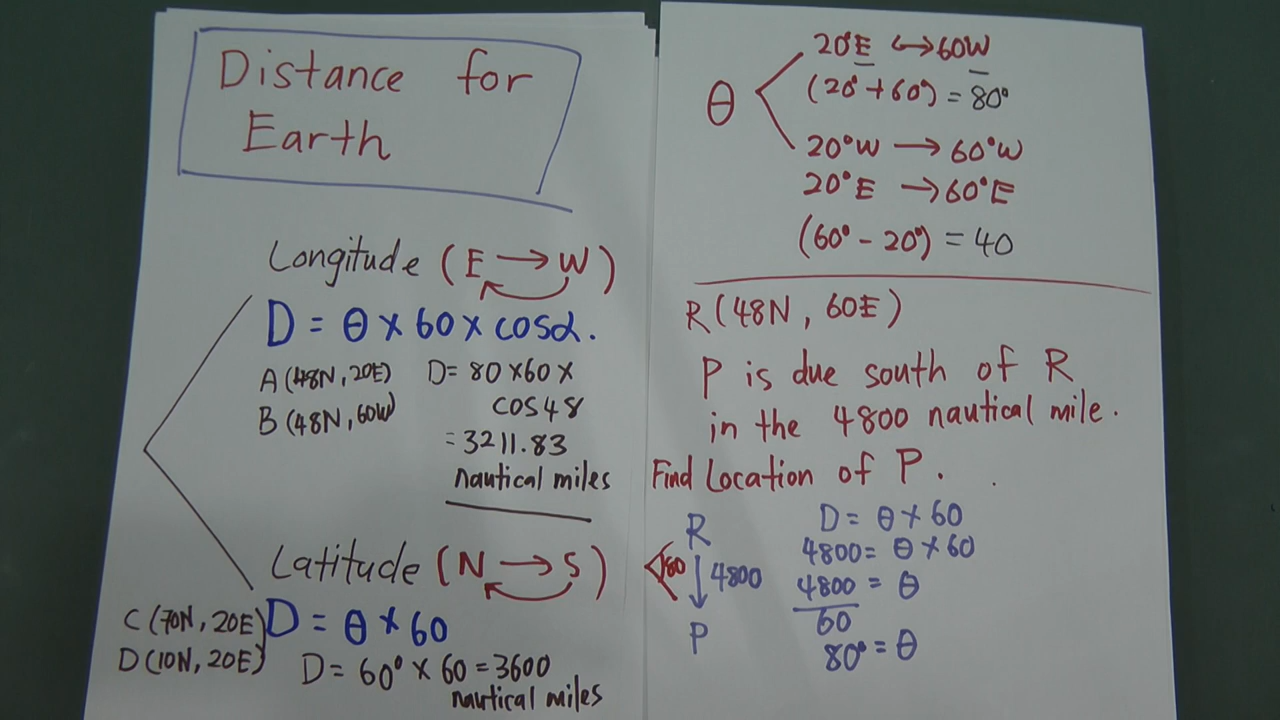 Distance for
Earth
Longitude (E → W)
D = θ × 60 × cosα.
A (48N, 20E)
B (48N, 60W)
D = 80 × 60 ×
cos48
= 3211.83
nautical miles
Latitude (N → S)
C (70N, 20E)
D (10N, 20E)
D = θ × 60
D = 60° × 60 = 3600
nautical miles
θ
20°E ↔ 60W
(20° + 60°) = 80°
20°W → 60°W
20°E → 60°E
(60° - 20°) = 40
R (48N, 60E)
P is due south of R
in the 4800 nautical mile.
Find Location of P.
R
80 ↓ 4800
P
D = θ × 60
4800 = θ × 60
4800 = θ
60
80° = θ